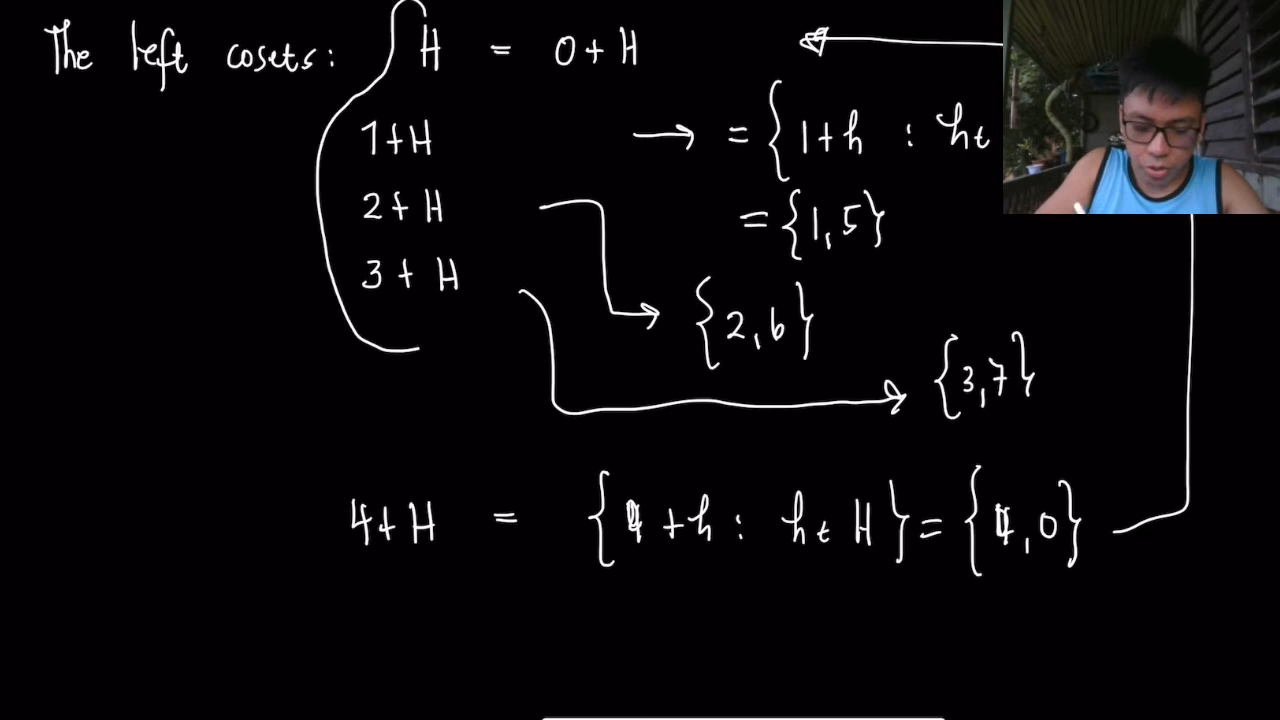 The left cosets: H = 0 + H
1 + H → = { 1 + h : h ∈
= { 1, 5 }
2 + H → { 2, 6 }
3 + H → { 3, 7 }
4 + H = { 4 + h : h ∈ H } = { 4, 0 }